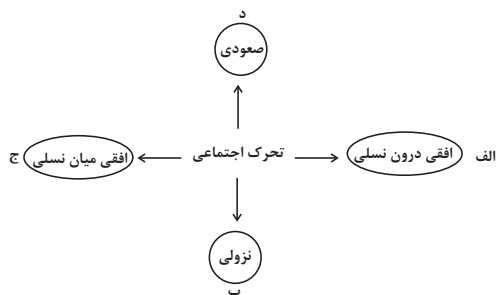 د
صعودی
تحرک اجتماعی
افقی درون نسلی
الف
افقی میان نسلی
ج
نزولی
ب